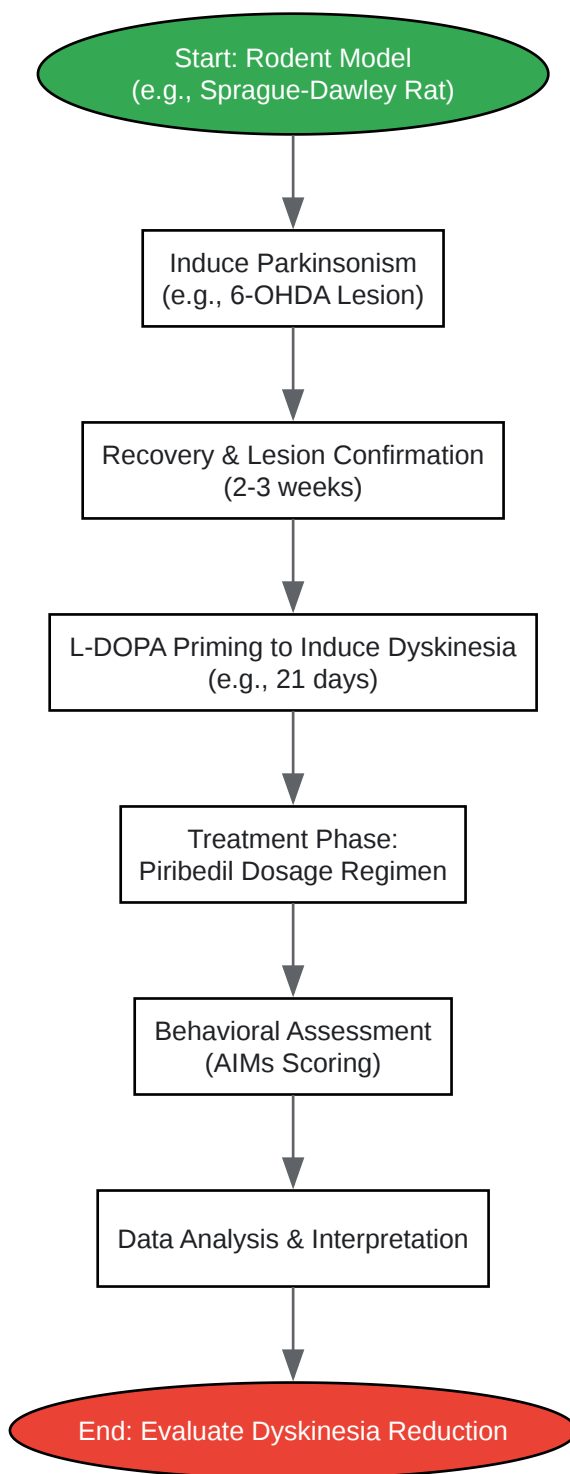 Start: Rodent Model
(e.g., Sprague-Dawley Rat)
Induce Parkinsonism
(e.g., 6-OHDA Lesion)
Recovery & Lesion Confirmation
(2-3 weeks)
L-DOPA Priming to Induce Dyskinesia
(e.g., 21 days)
Treatment Phase:
Piribedil Dosage Regimen
Behavioral Assessment
(AIMs Scoring)
Data Analysis & Interpretation
End: Evaluate Dyskinesia Reduction